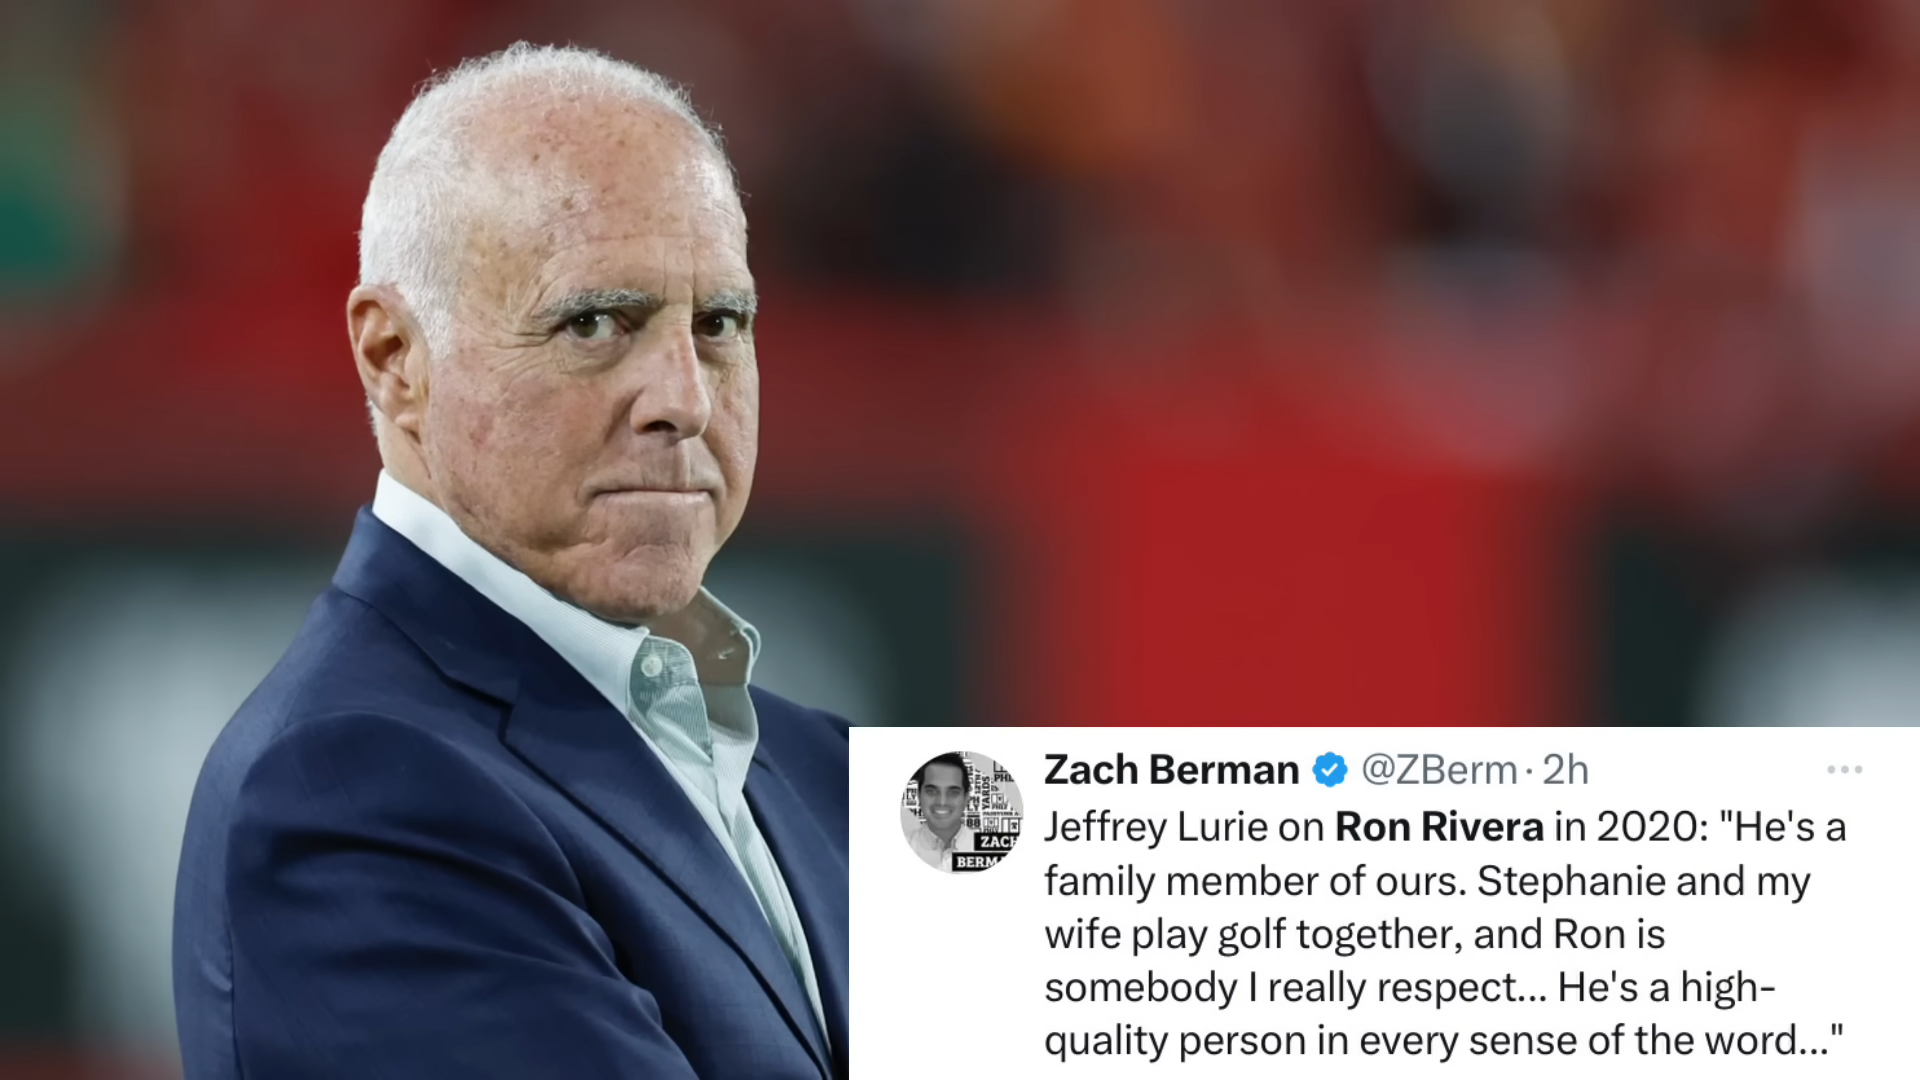 Zach Berman @ZBerm · 2h
Jeffrey Lurie on Ron Rivera in 2020: "He's a
family member of ours. Stephanie and my
wife play golf together, and Ron is
somebody I really respect... He's a high-
quality person in every sense of the word..."
ZACH
BERM